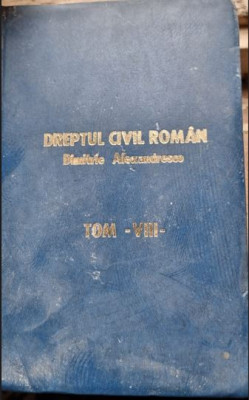 DREPTUL CIVIL ROMÂN
Dimitrie Alexandresco
TOM -VIII-